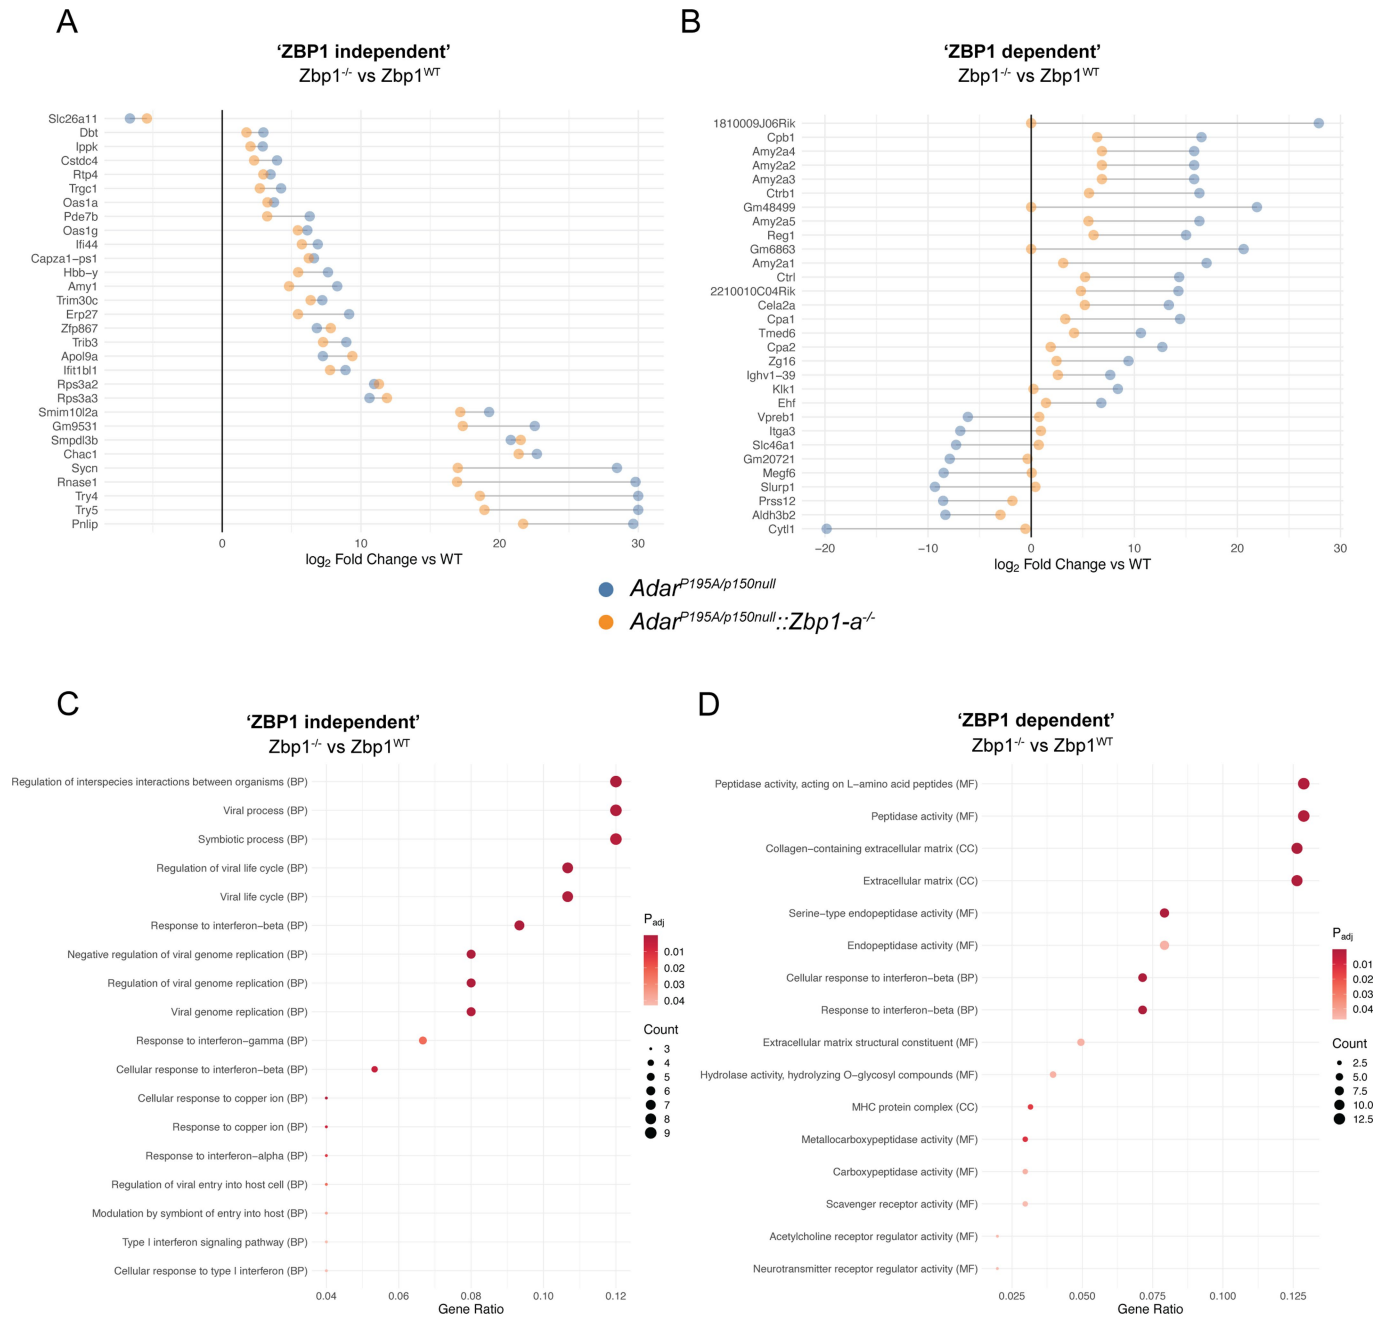 A
‘ZBP1 independent’
Zbp1-/- vs Zbp1WT
Slc26a11
Dbt
Ippk
Cstdc4
Rtp4
Trgc1
Oas1a
Pde7b
Oas1g
Ifi44
Capza1−ps1
Hbb−y
Amy1
Trim30c
Erp27
Zfp867
Trib3
Apol9a
Ifit1bl1
Rps3a2
Rps3a3
Smim10l2a
Gm9531
Smpdl3b
Chac1
Sycn
Rnase1
Try4
Try5
Pnlip
0 10 20 30
log2 Fold Change vs WT
B
‘ZBP1 dependent’
Zbp1-/- vs Zbp1WT
1810009J06Rik
Cpb1
Amy2a4
Amy2a2
Amy2a3
Ctrb1
Gm48499
Amy2a5
Reg1
Gm6863
Amy2a1
Ctrl
2210010C04Rik
Cela2a
Cpa1
Tmed6
Cpa2
Zg16
Ighv1−39
Klk1
Ehf
Vpreb1
Itga3
Slc46a1
Gm20721
Megf6
Slurp1
Prss12
Aldh3b2
Cytl1
−20 −10 0 10 20 30
log2 Fold Change vs WT
AdarP195A/p150null
AdarP195A/p150null::Zbp1-a-/-
C
‘ZBP1 independent’
Zbp1-/- vs Zbp1WT
Regulation of interspecies interactions between organisms (BP)
Viral process (BP)
Symbiotic process (BP)
Regulation of viral life cycle (BP)
Viral life cycle (BP)
Response to interferon−beta (BP)
Negative regulation of viral genome replication (BP)
Regulation of viral genome replication (BP)
Viral genome replication (BP)
Response to interferon−gamma (BP)
Cellular response to interferon−beta (BP)
Cellular response to copper ion (BP)
Response to copper ion (BP)
Response to interferon−alpha (BP)
Regulation of viral entry into host cell (BP)
Modulation by symbiont of entry into host (BP)
Type I interferon signaling pathway (BP)
Cellular response to type I interferon (BP)
0.04 0.06 0.08 0.10 0.12
Gene Ratio
Padj
0.01
0.02
0.03
0.04
Count
3
4
5
6
7
8
9
D
‘ZBP1 dependent’
Zbp1-/- vs Zbp1WT
Peptidase activity, acting on L−amino acid peptides (MF)
Peptidase activity (MF)
Collagen−containing extracellular matrix (CC)
Extracellular matrix (CC)
Serine−type endopeptidase activity (MF)
Endopeptidase activity (MF)
Cellular response to interferon−beta (BP)
Response to interferon−beta (BP)
Extracellular matrix structural constituent (MF)
Hydrolase activity, hydrolyzing O−glycosyl compounds (MF)
MHC protein complex (CC)
Metallocarboxypeptidase activity (MF)
Carboxypeptidase activity (MF)
Scavenger receptor activity (MF)
Acetylcholine receptor regulator activity (MF)
Neurotransmitter receptor regulator activity (MF)
0.025 0.050 0.075 0.100 0.125
Gene Ratio
Padj
0.01
0.02
0.03
0.04
Count
2.5
5.0
7.5
10.0
12.5